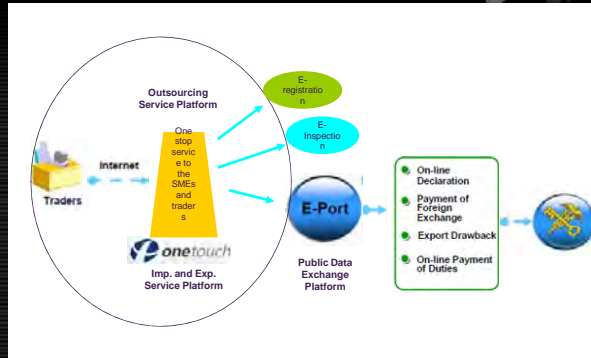 Outsourcing
Service Platform
E-
registratio
n
E-
Inspectio
n
One
stop
servic
e to
the
SMEs
and
trader
s
Internet
Traders
onetouch
Imp. and Exp.
Service Platform
E-Port
Public Data
Exchange
Platform
On-line
Declaration
Payment of
Foreign
Exchange
Export Drawback
On-line Payment
of Duties